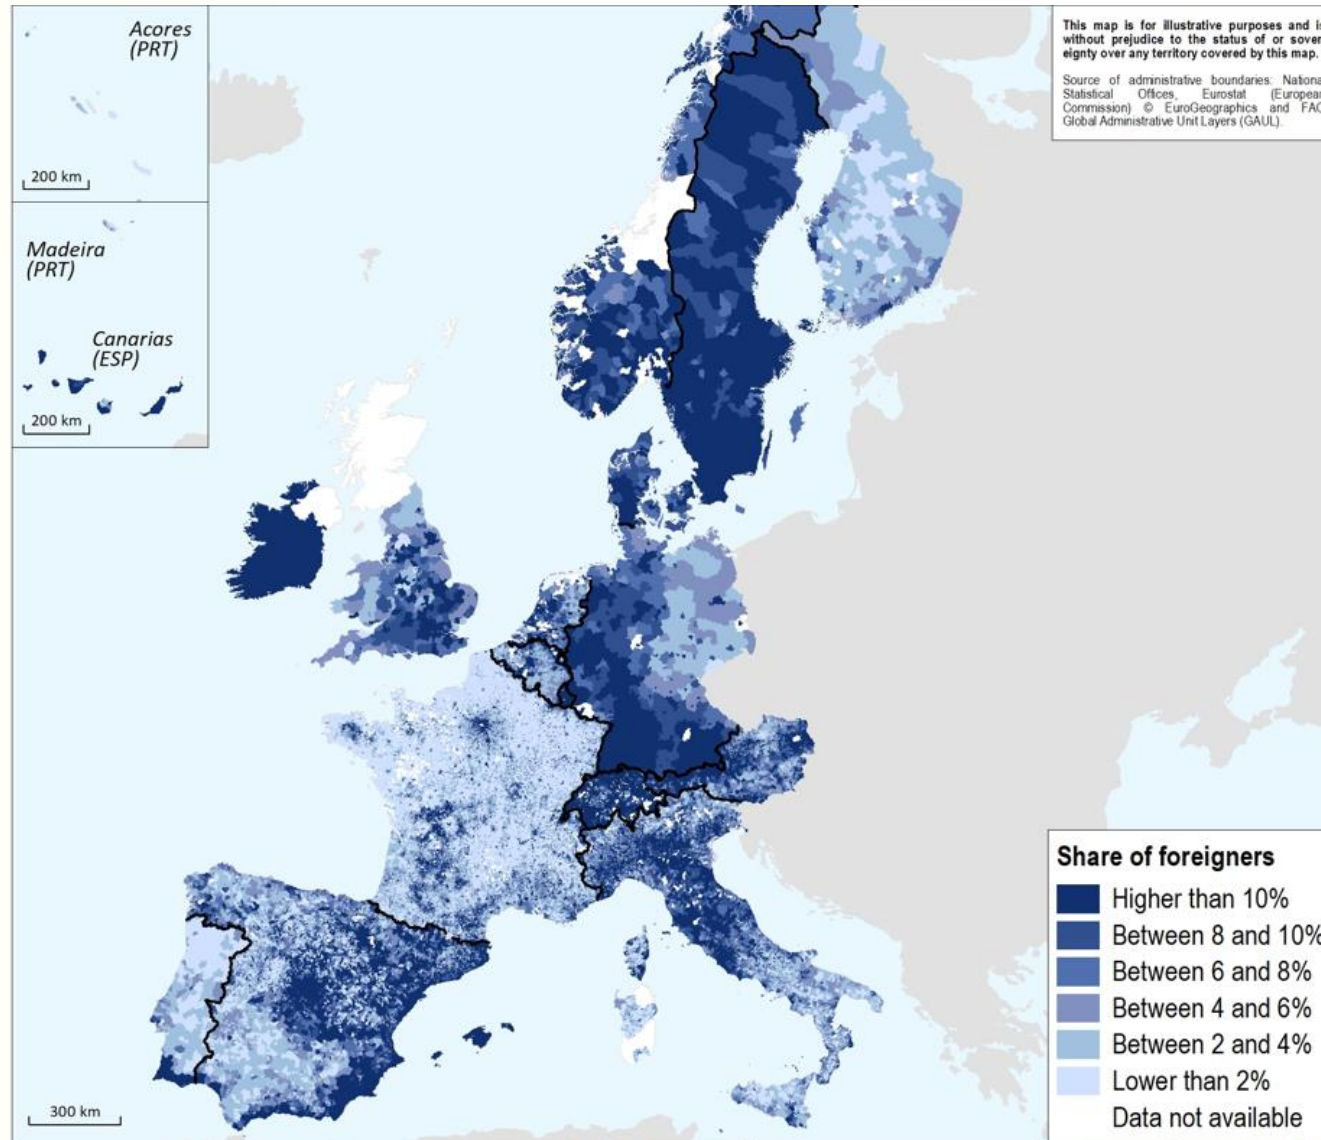 Acores
(PRT)
200 km
Madeira
(PRT)
Canarias
(ESP)
200 km
This map is for illustrative purposes and is
without prejudice to the status of or sover
eignty over any territory covered by this map.
Source of administrative boundaries: National
Statistical Offices, Eurostat (European
Commission) © EuroGeographics and FAO
Global Administrative Unit Layers (GAUL).
Share of foreigners
Higher than 10%
Between 8 and 10%
Between 6 and 8%
Between 4 and 6%
Between 2 and 4%
Lower than 2%
Data not available
300 km